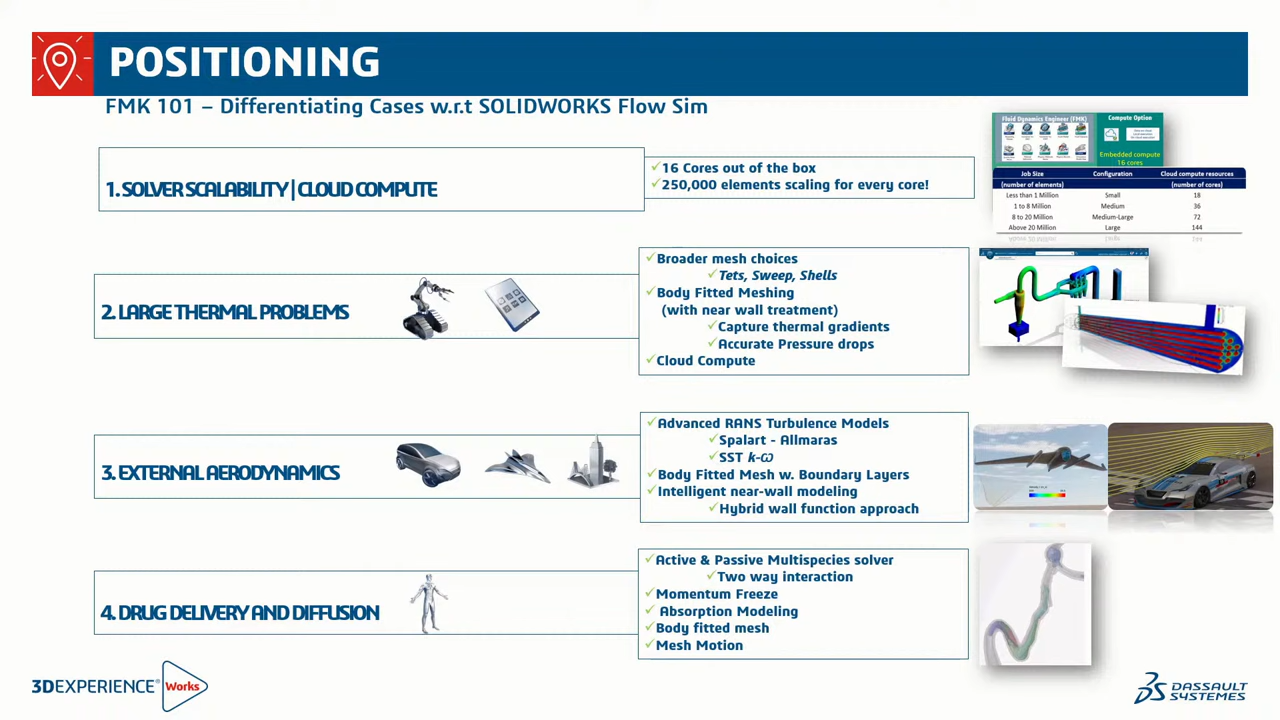 POSITIONING
FMK 101 – Differentiating Cases w.r.t SOLIDWORKS Flow Sim
1. SOLVER SCALABILITY | CLOUD COMPUTE
16 Cores out of the box
250,000 elements scaling for every core!
Fluid Dynamics Engineer (FMK)
Compute Option
Embedded compute
16 cores
Job Size Configuration Cloud compute resources
(number of elements) (number of cores)
Less than 1 Million Small 18
1 to 8 Million Medium 36
8 to 20 Million Medium-Large 72
Above 20 Million Large 144
2. LARGE THERMAL PROBLEMS
Broader mesh choices
Tets, Sweep, Shells
Body Fitted Meshing
(with near wall treatment)
Capture thermal gradients
Accurate Pressure drops
Cloud Compute
3. EXTERNAL AERODYNAMICS
Advanced RANS Turbulence Models
Spalart - Allmaras
SST k-ω
Body Fitted Mesh w. Boundary Layers
Intelligent near-wall modeling
Hybrid wall function approach
4. DRUG DELIVERY AND DIFFUSION
Active & Passive Multispecies solver
Two way interaction
Momentum Freeze
Absorption Modeling
Body fitted mesh
Mesh Motion
3DEXPERIENCE® Works
DASSAULT
SYSTEMES